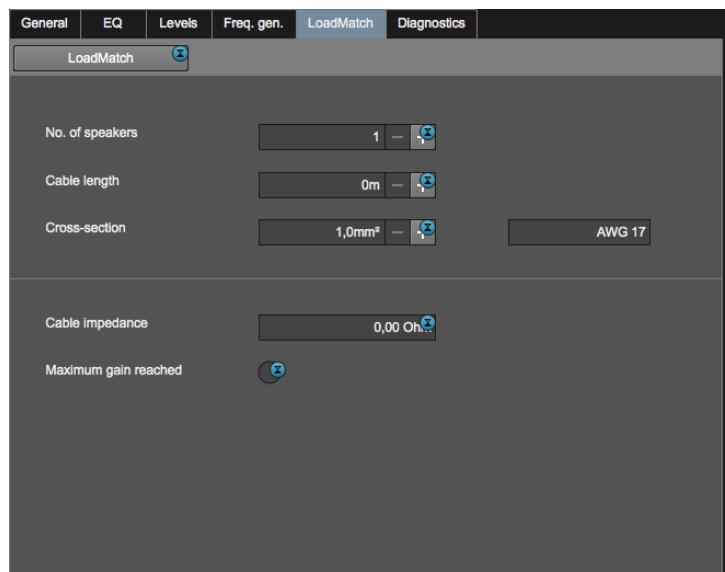 General EQ Levels Freq. gen. LoadMatch Diagnostics
LoadMatch
No. of speakers 1
Cable length 0m
Cross-section 1,0mm² AWG 17
Cable impedance 0,00
Maximum gain reached